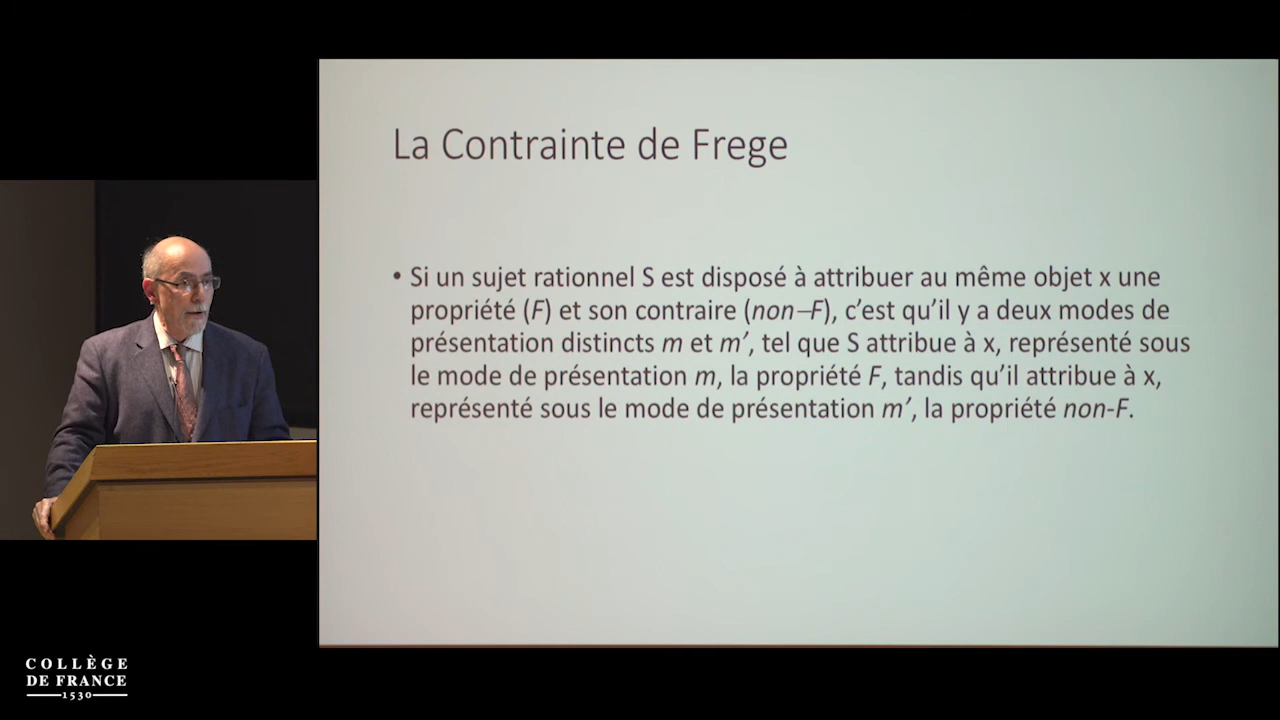 La Contrainte de Frege
• Si un sujet rationnel S est disposé à attribuer au même objet x une
propriété (F) et son contraire (non–F), c’est qu’il y a deux modes de
présentation distincts m et m’, tel que S attribue à x, représenté sous
le mode de présentation m, la propriété F, tandis qu’il attribue à x,
représenté sous le mode de présentation m’, la propriété non-F.
COLLÈGE
DE FRANCE
1530